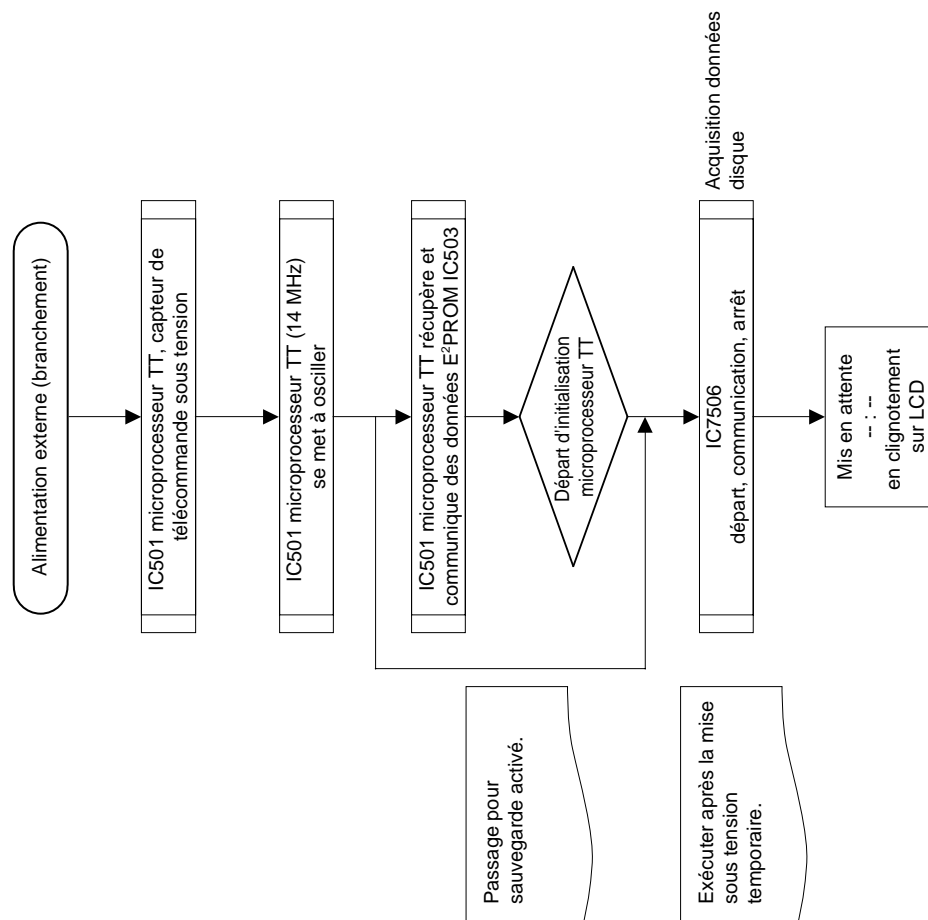 Alimentation externe (branchement)
IC501 microprocesseur TT, capteur de
télécommande sous tension
IC501 microprocesseur TT (14 MHz)
se met à osciller
IC501 microprocesseur TT récupère et
communique des données E²PROM IC503
Départ d'initialisation
microprocesseur TT
Passage pour
sauvegarde activé.
IC7506
départ, communication, arrêt
Acquisition données
disque
Exécuter après la mise
sous tension
temporaire.
Mis en attente
-- : --
en clignotement
sur LCD